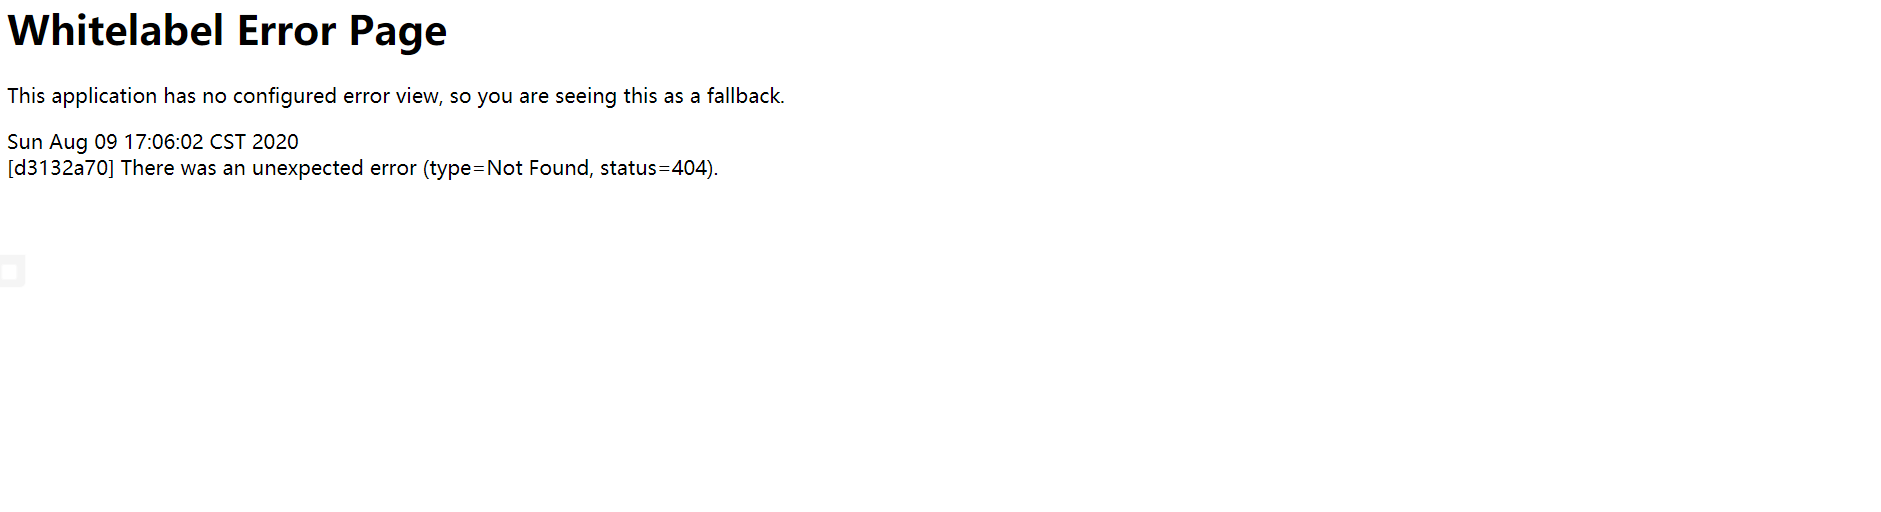 Whitelabel Error Page
This application has no configured error view, so you are seeing this as a fallback.
Sun Aug 09 17:06:02 CST 2020
[d3132a70] There was an unexpected error (type=Not Found, status=404).